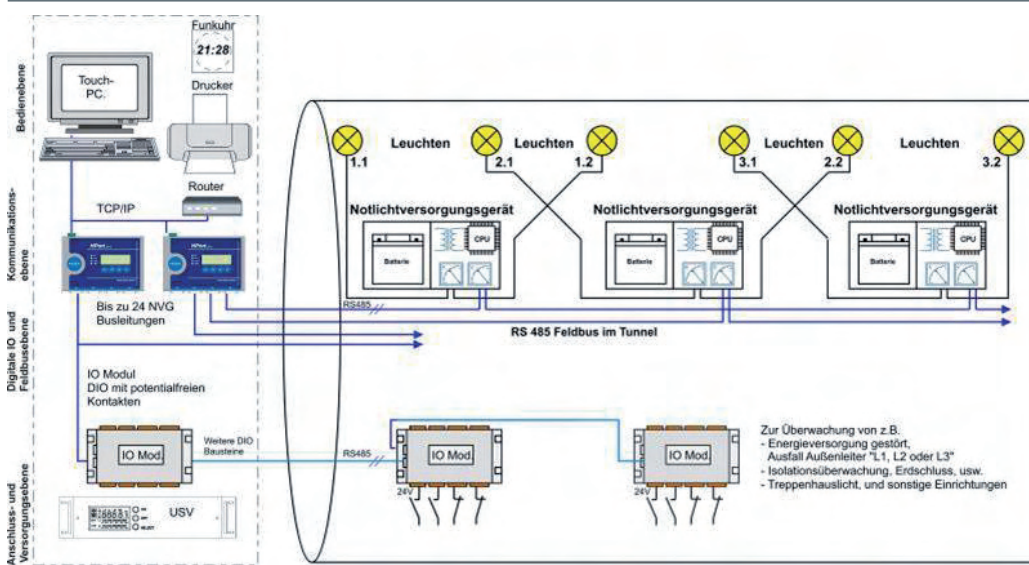 Bedienebene
Kommunikations-
ebene
Digitale IO und
Feldbusebene
Anschluss- und
Versorgungsebene
Funkuhr
21:28
Touch-
PC.
Drucker
Router
TCP/IP
NPort
NPort
Bis zu 24 NVG
Busleitungen
IO Modul
DIO mit potentialfreien
Kontakten
IO Mod.
Weitere DIO
Bausteine
USV
Leuchten
Leuchten
Leuchten
Leuchten
1.1
2.1
1.2
3.1
2.2
3.2
Notlichtversorgungsgerät
Notlichtversorgungsgerät
Notlichtversorgungsgerät
Batterie
CPU
Batterie
CPU
Batterie
CPU
RS485
RS 485 Feldbus im Tunnel
RS485
IO Mod.
24V
IO Mod.
24V
Zur Überwachung von z.B.
- Energieversorgung gestört,
Ausfall Außenleiter "L1, L2 oder L3"
- Isolationsüberwachung, Erdschluss, usw.
- Treppenhauslicht, und sonstige Einrichtungen